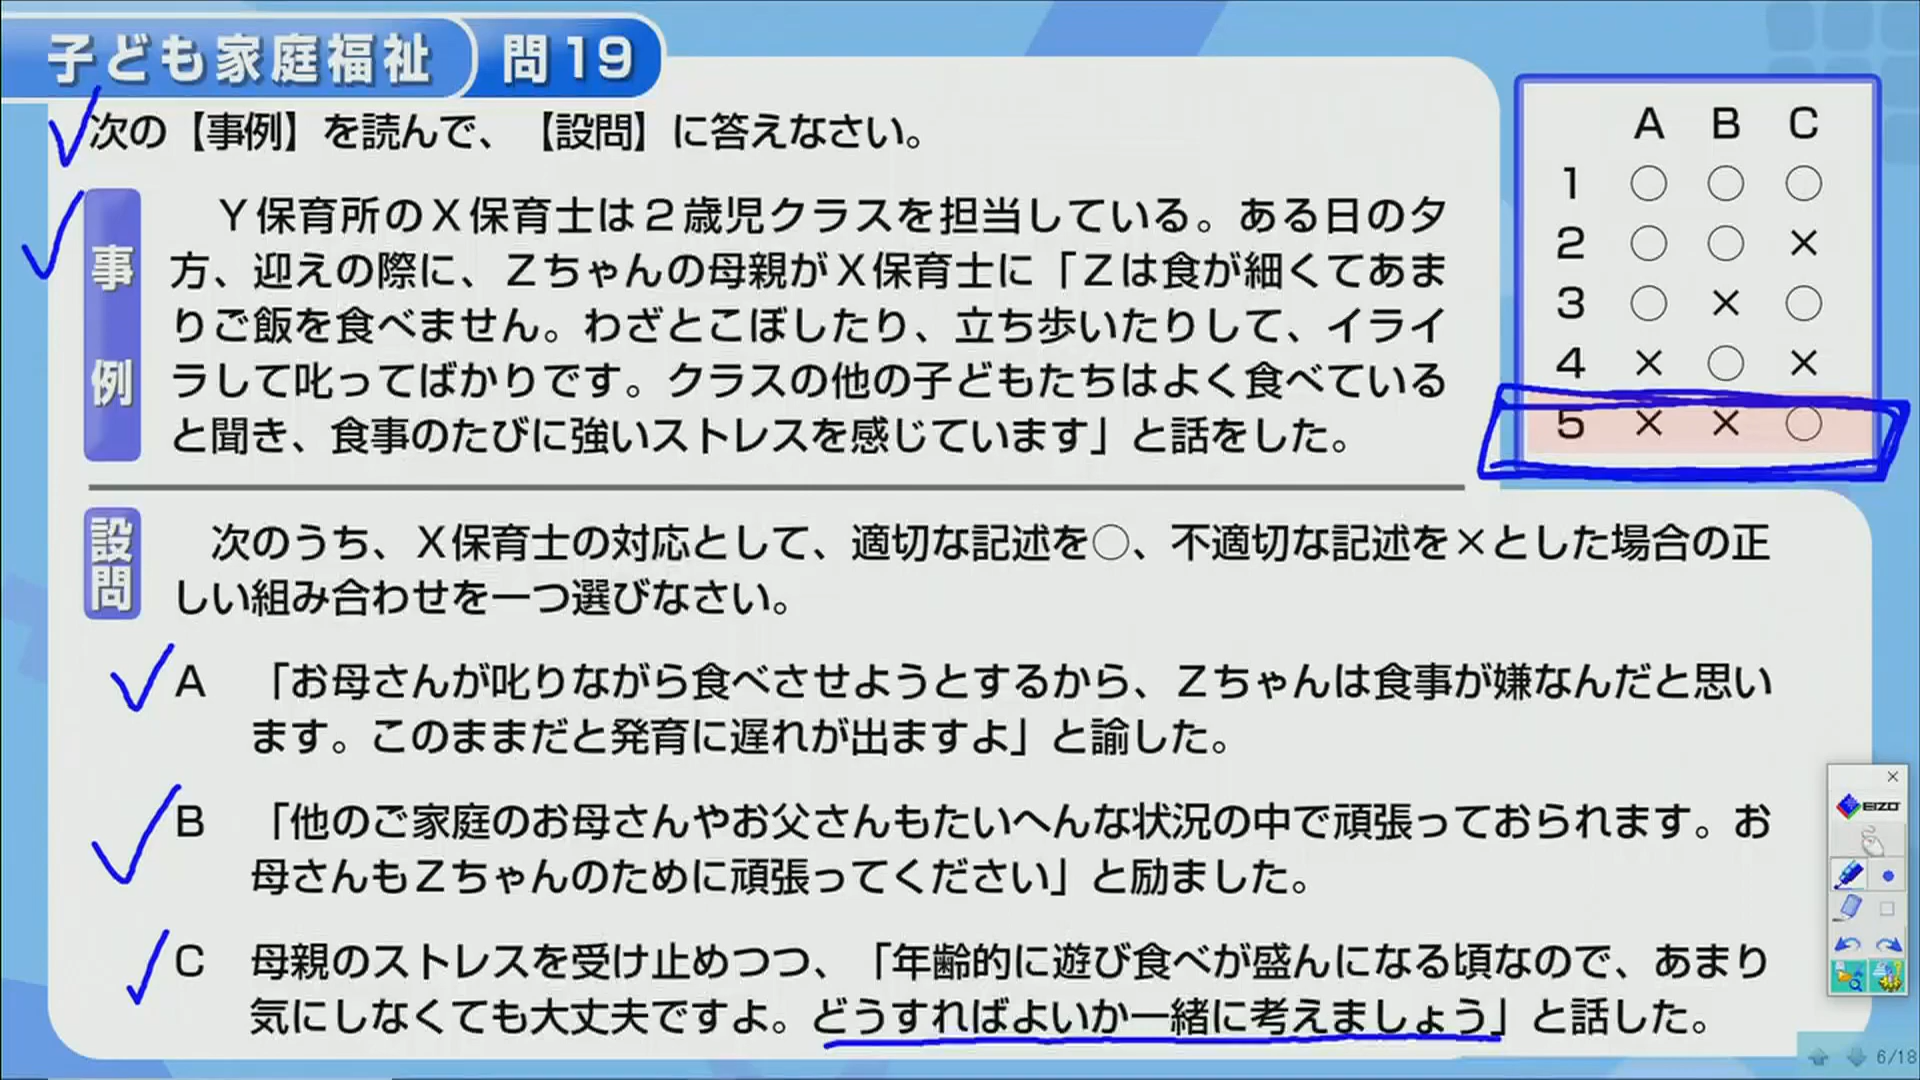 子ども家庭福祉 問19
次の【事例】を読んで、【設問】に答えなさい。
事例
Y保育所のX保育士は2歳児クラスを担当している。ある日の夕
方、迎えの際に、Zちゃんの母親がX保育士に「Zは食が細くてあま
りご飯を食べません。わざとこぼしたり、立ち歩いたりして、イライ
ラして叱ってばかりです。クラスの他の子どもたちはよく食べている
と聞き、食事のたびに強いストレスを感じています」と話をした。
A B C
1 ○ ○ ○
2 ○ ○ ×
3 ○ × ○
4 × ○ ×
5 × × ○
設問
次のうち、X保育士の対応として、適切な記述を○、不適切な記述を×とした場合の正
しい組み合わせを一つ選びなさい。
A 「お母さんが叱りながら食べさせようとするから、Zちゃんは食事が嫌なんだと思い
ます。このままだと発育に遅れが出ますよ」と諭した。
B 「他のご家庭のお母さんやお父さんもたいへんな状況の中で頑張っておられます。お
母さんもZちゃんのために頑張ってください」と励ました。
C 母親のストレスを受け止めつつ、「年齢的に遊び食べが盛んになる頃なので、あまり
気にしなくても大丈夫ですよ。どうすればよいか一緒に考えましょう」と話した。
EIZO
6/18